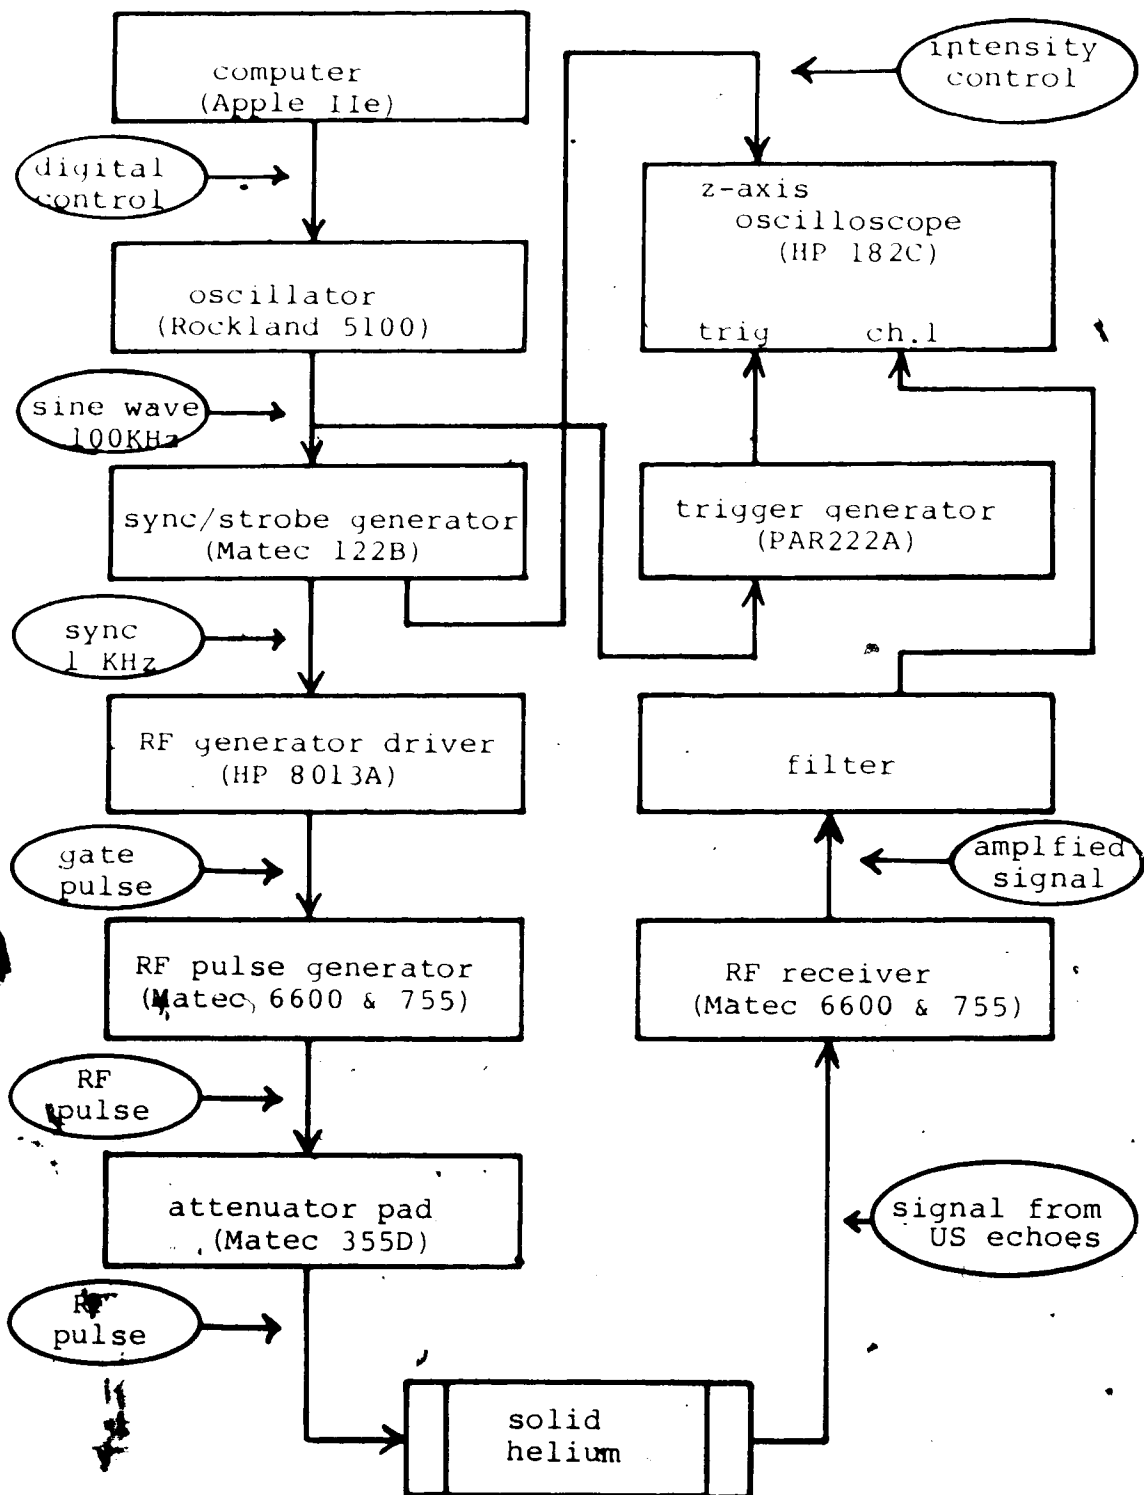 computer
(Apple IIe)
digital
control
oscillator
(Rockland 5100)
sine wave
100KHz
sync/strobe generator
(Matec 122B)
sync
1 KHz
RF generator driver
(HP 8013A)
gate
pulse
RF pulse generator
(Matec 6600 & 755)
RF
pulse
attenuator pad
(Matec 355D)
RF
pulse
solid
helium
signal from
US echoes
RF receiver
(Matec 6600 & 755)
amplfied
signal
filter
trigger generator
(PAR222A)
trig ch.1
z-axis
oscilloscope
(HP 182C)
intensity
control